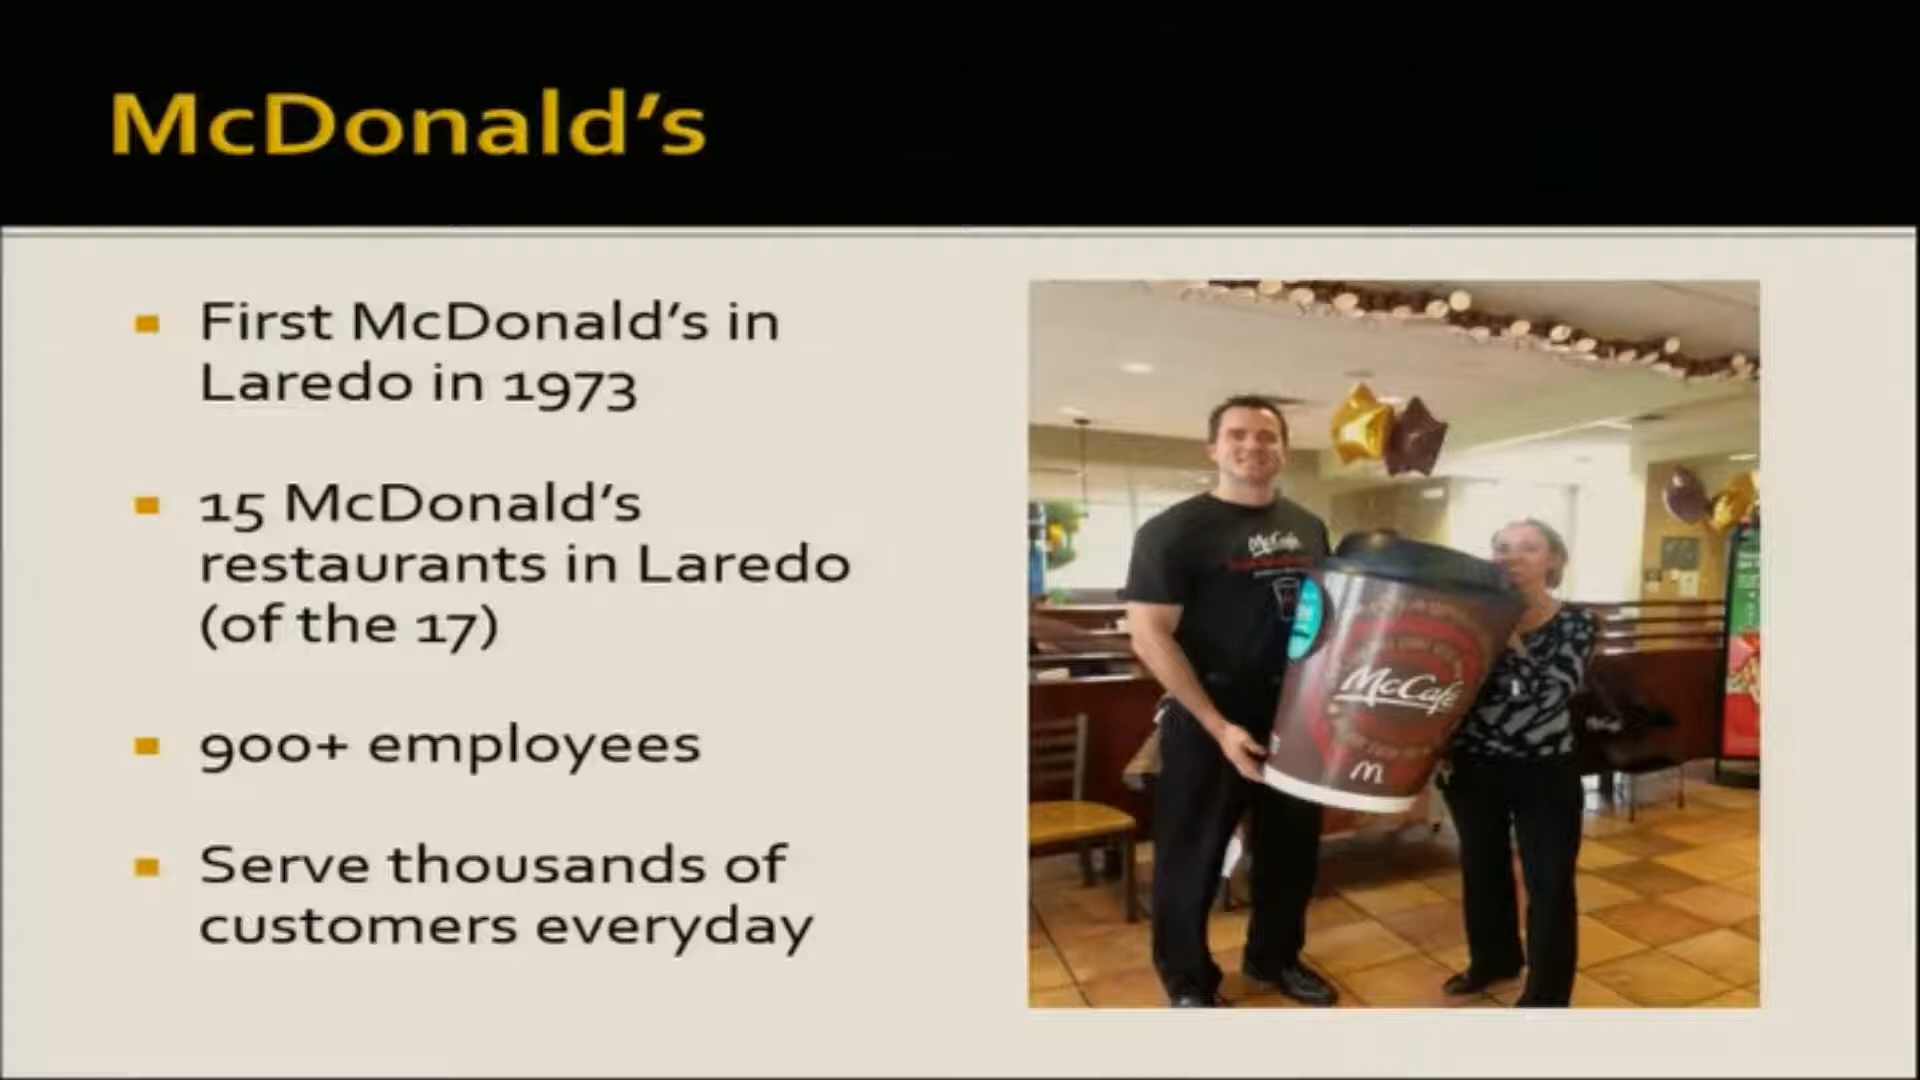 McDonald's
First McDonald's in
Laredo in 1973
15 McDonald's
restaurants in Laredo
(of the 17)
900+ employees
Serve thousands of
customers everyday
McCafé
McCafé